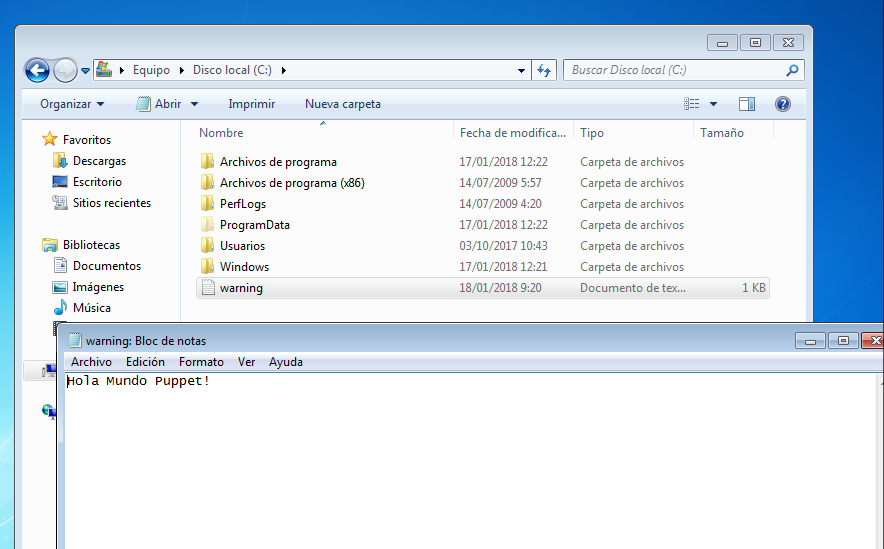 Equipo Disco local (C:)
Buscar Disco local (C:)
Organizar Abrir Imprimir Nueva carpeta
Favoritos
Descargas
Escritorio
Sitios recientes
Bibliotecas
Documentos
Imágenes
Música
Nombre Fecha de modifica... Tipo Tamaño
Archivos de programa 17/01/2018 12:22 Carpeta de archivos
Archivos de programa (x86) 14/07/2009 5:57 Carpeta de archivos
PerfLogs 14/07/2009 4:20 Carpeta de archivos
ProgramData 17/01/2018 12:22 Carpeta de archivos
Usuarios 03/10/2017 10:43 Carpeta de archivos
Windows 17/01/2018 12:21 Carpeta de archivos
warning 18/01/2018 9:20 Documento de tex... 1 KB
warning: Bloc de notas
Archivo Edición Formato Ver Ayuda
Hola Mundo Puppet!